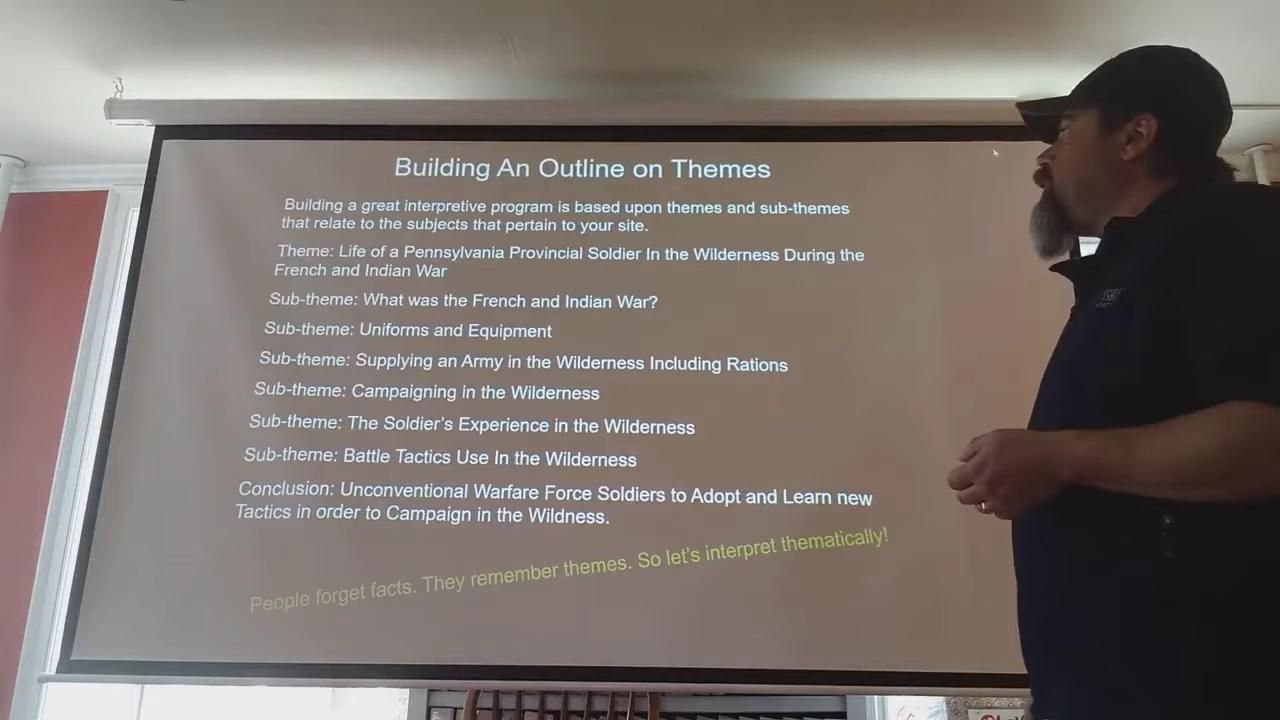 Building An Outline on Themes
Building a great interpretive program is based upon themes and sub-themes
that relate to the subjects that pertain to your site.
Theme: Life of a Pennsylvania Provincial Soldier In the Wilderness During the
French and Indian War
Sub-theme: What was the French and Indian War?
Sub-theme: Uniforms and Equipment
Sub-theme: Supplying an Army in the Wilderness Including Rations
Sub-theme: Campaigning in the Wilderness
Sub-theme: The Soldier's Experience in the Wilderness
Sub-theme: Battle Tactics Use In the Wilderness
Conclusion: Unconventional Warfare Force Soldiers to Adopt and Learn new
Tactics in order to Campaign in the Wildness.
People forget facts. They remember themes. So let's interpret thematically!